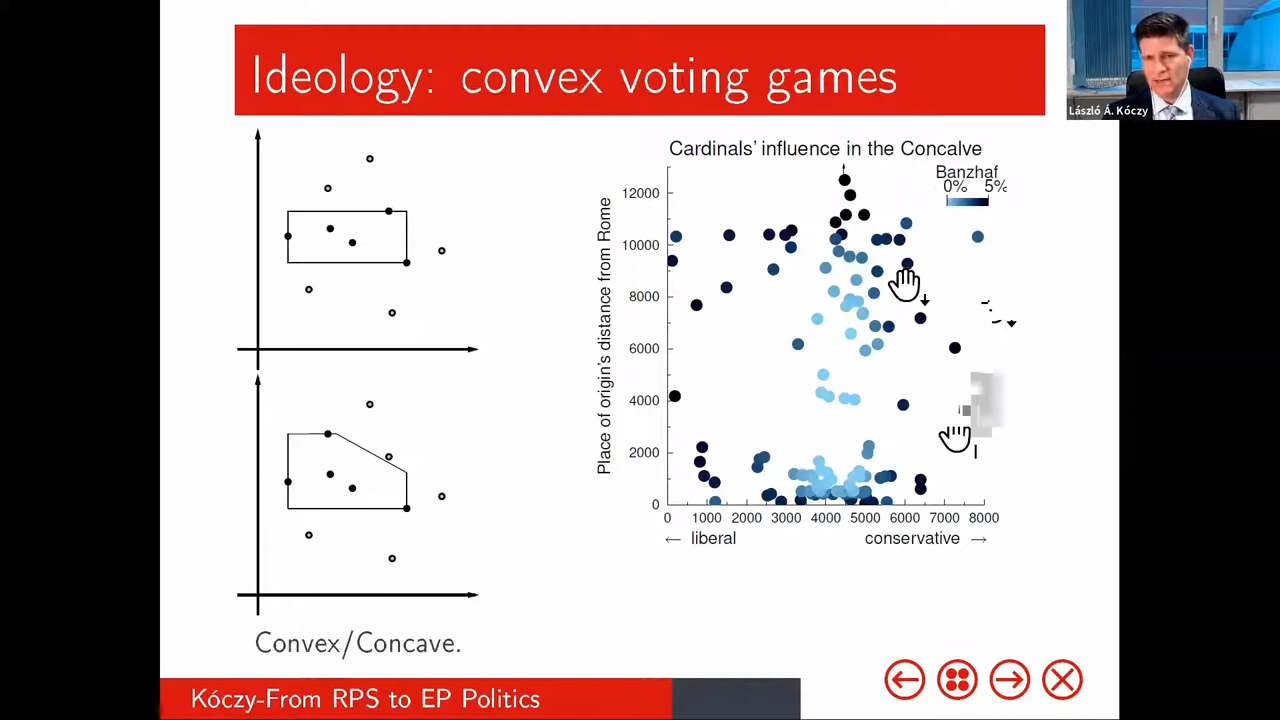 Ideology: convex voting games
László Á. Kóczy
Cardinals' influence in the Concalve
Banzhaf
0% 5%
Place of origin's distance from Rome
12000
10000
8000
6000
4000
2000
0
0 1000 2000 3000 4000 5000 6000 7000 8000
← liberal conservative →
Convex/Concave.
Kóczy-From RPS to EP Politics